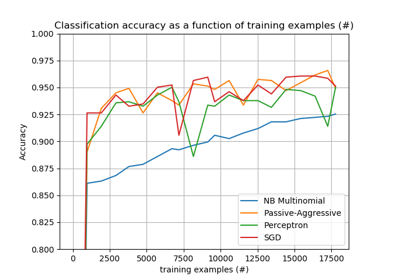 Classification accuracy as a function of training examples (#)
1.000
0.975
0.950
0.925
0.900
0.875
0.850
0.825
0.800
Accuracy
NB Multinomial
Passive-Aggressive
Perceptron
SGD
0 2500 5000 7500 10000 12500 15000 17500
training examples (#)